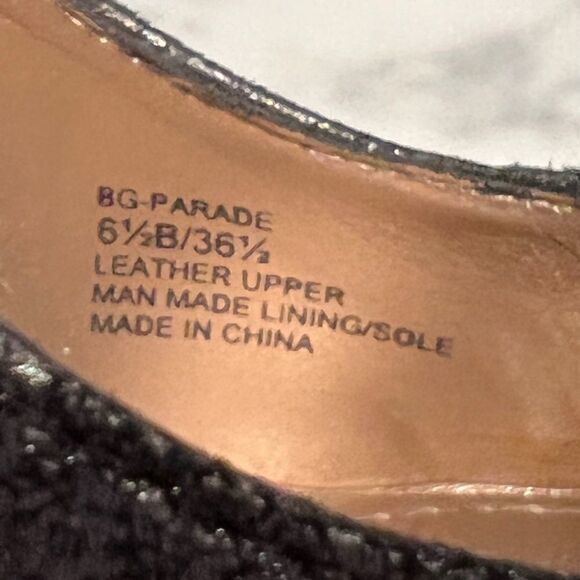 BG-PARADE
6½B/36½
LEATHER UPPER
MAN MADE LINING/SOLE
MADE IN CHINA